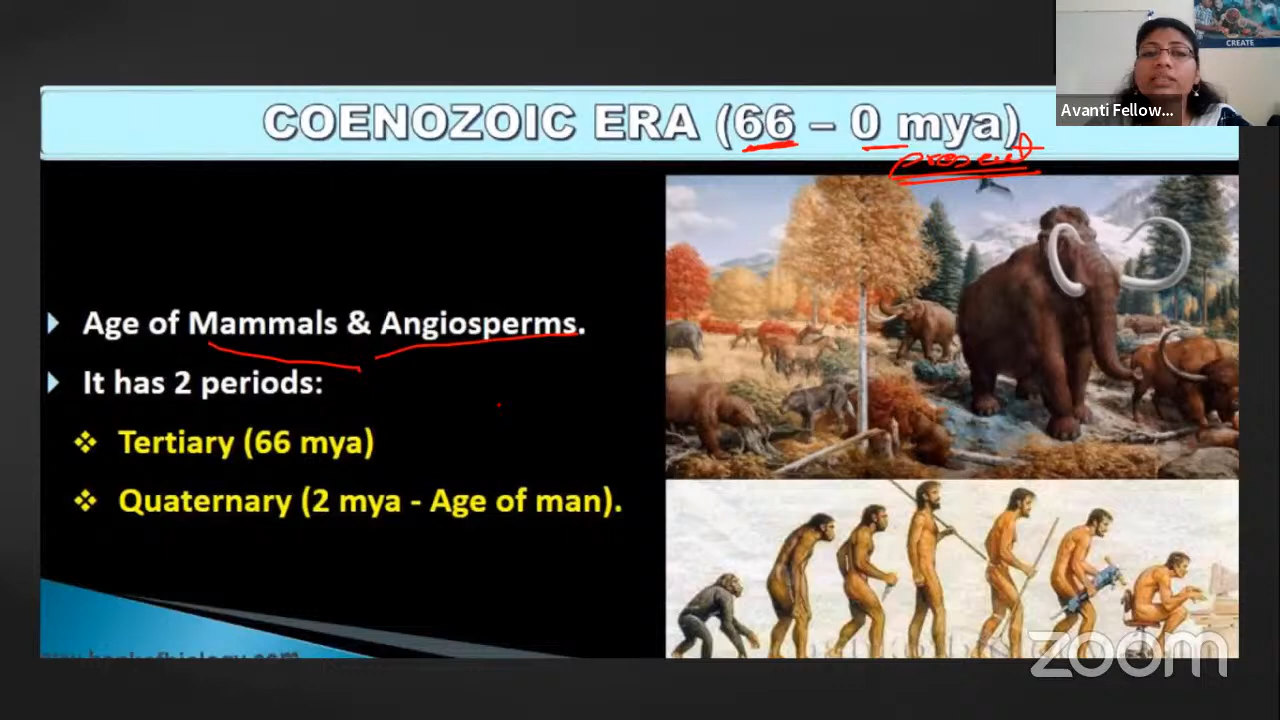 CREATE
Avanti Fellow...
COENOZOIC ERA (66 – 0 mya)
present
Age of Mammals & Angiosperms.
It has 2 periods:
Tertiary (66 mya)
Quaternary (2 mya - Age of man).
zoom